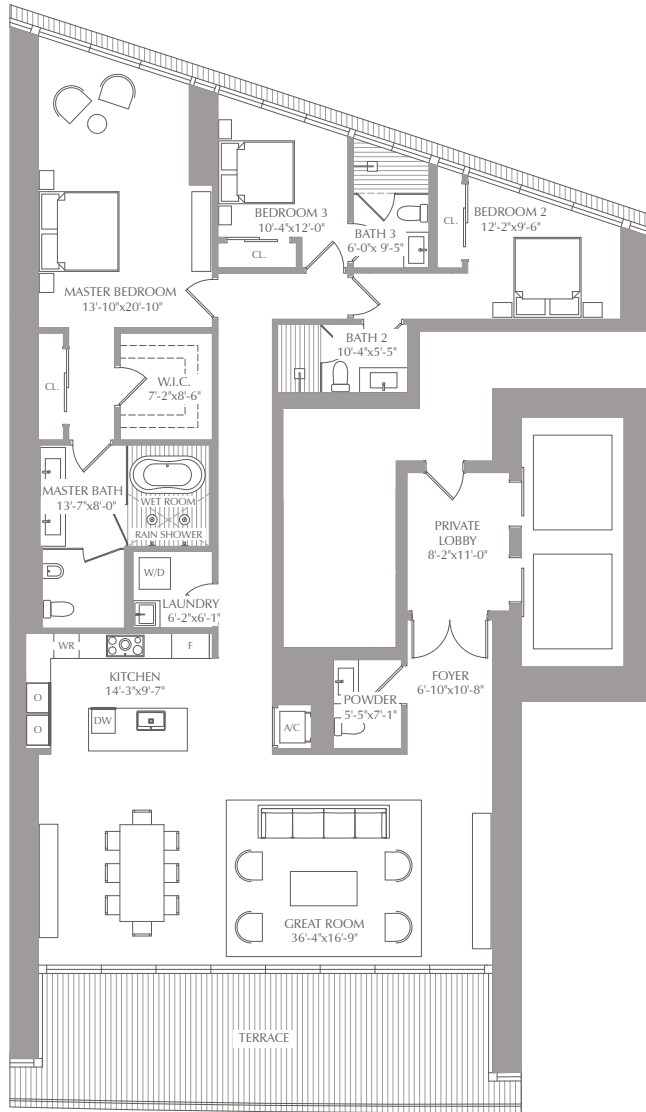 BEDROOM 3
10'-4"x12'-0"
CL.
BATH 3
6'-0"x 9'-5"
CL.
BEDROOM 2
12'-2"x9'-6"
MASTER BEDROOM
13'-10"x20'-10"
BATH 2
10'-4"x5'-5"
CL.
W.I.C.
7'-2"x8'-6"
MASTER BATH
13'-7"x8'-0"
WET ROOM
RAIN SHOWER
PRIVATE
LOBBY
8'-2"x11'-0"
W/D
LAUNDRY
6'-2"x6'-1"
WR
F
KITCHEN
14'-3"x9'-7"
O
O
DW
FOYER
6'-10"x10'-8"
POWDER
5'-5"x7'-1"
A/C
GREAT ROOM
36'-4"x16'-9"
TERRACE